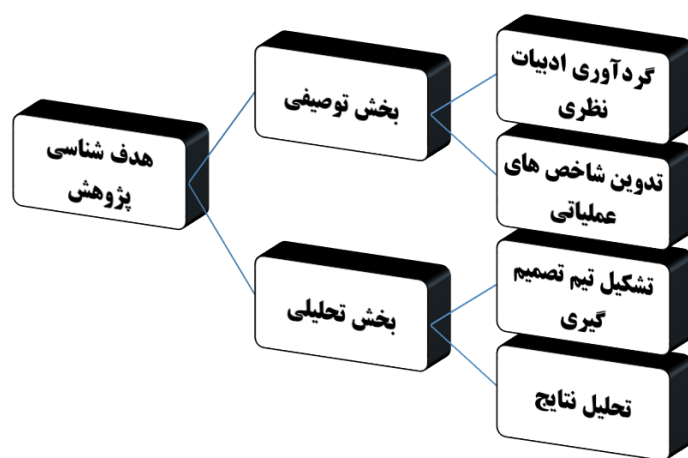 هدف شناسی
پژوهش
بخش توصیفی
گردآوری ادبیات
نظری
تدوین شاخص های
عملیاتی
بخش تحلیلی
تشکیل تیم تصمیم
گیری
تحلیل نتایج